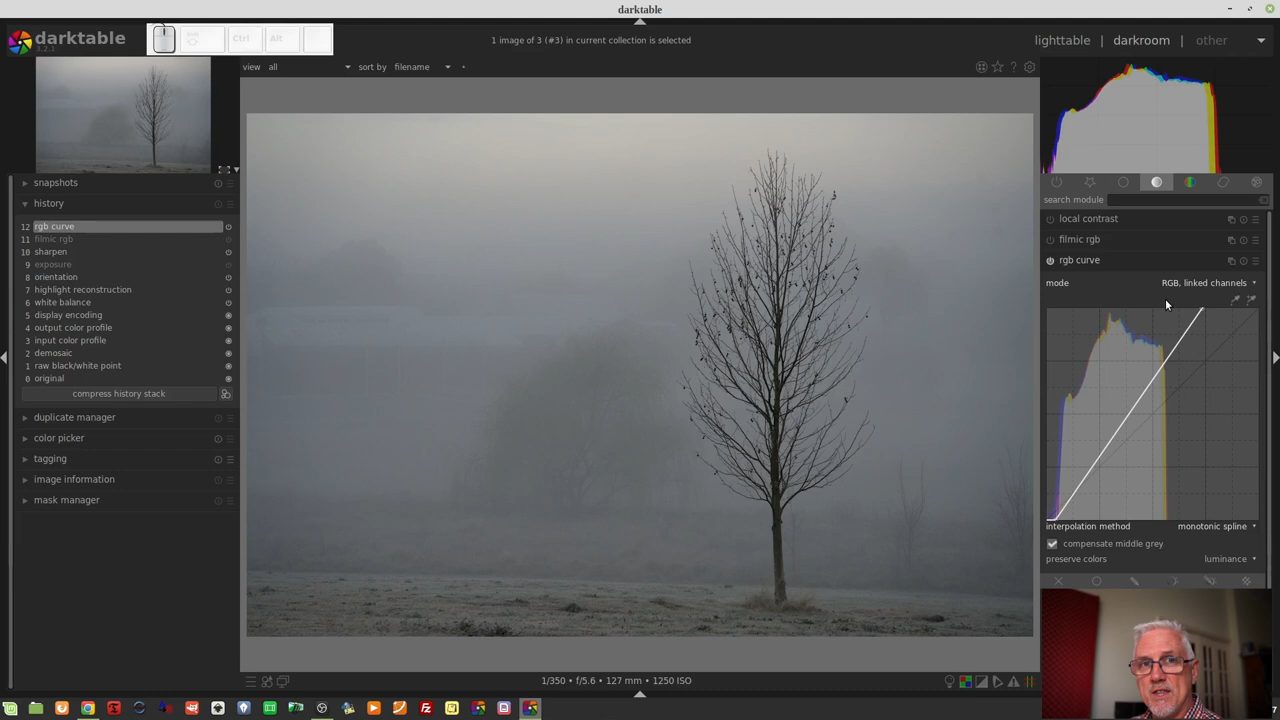 darktable
darktable
3.2.1
Ctrl
Alt
1 image of 3 (#3) in current collection is selected
lighttable | darkroom | other
view all
sort by filename
snapshots
history
12 rgb curve
11 filmic rgb
10 sharpen
9 exposure
8 orientation
7 highlight reconstruction
6 white balance
5 display encoding
4 output color profile
3 input color profile
2 demosaic
1 raw black/white point
0 original
compress history stack
duplicate manager
color picker
tagging
image information
mask manager
search module
local contrast
filmic rgb
rgb curve
mode RGB, linked channels
interpolation method monotonic spline
compensate middle grey
preserve colors luminance
1/350 • f/5.6 • 127 mm • 1250 ISO